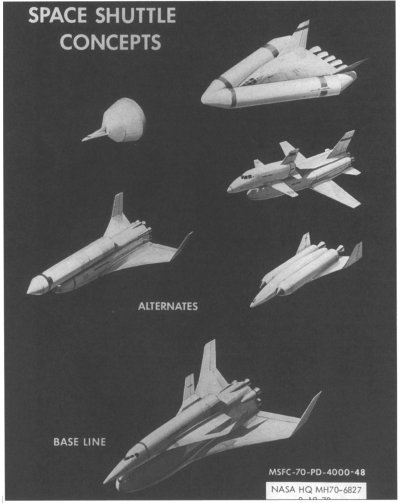 SPACE SHUTTLE
CONCEPTS
ALTERNATES
BASE LINE
MSFC-70-PD-4000-48
NASA HQ MH70-6827